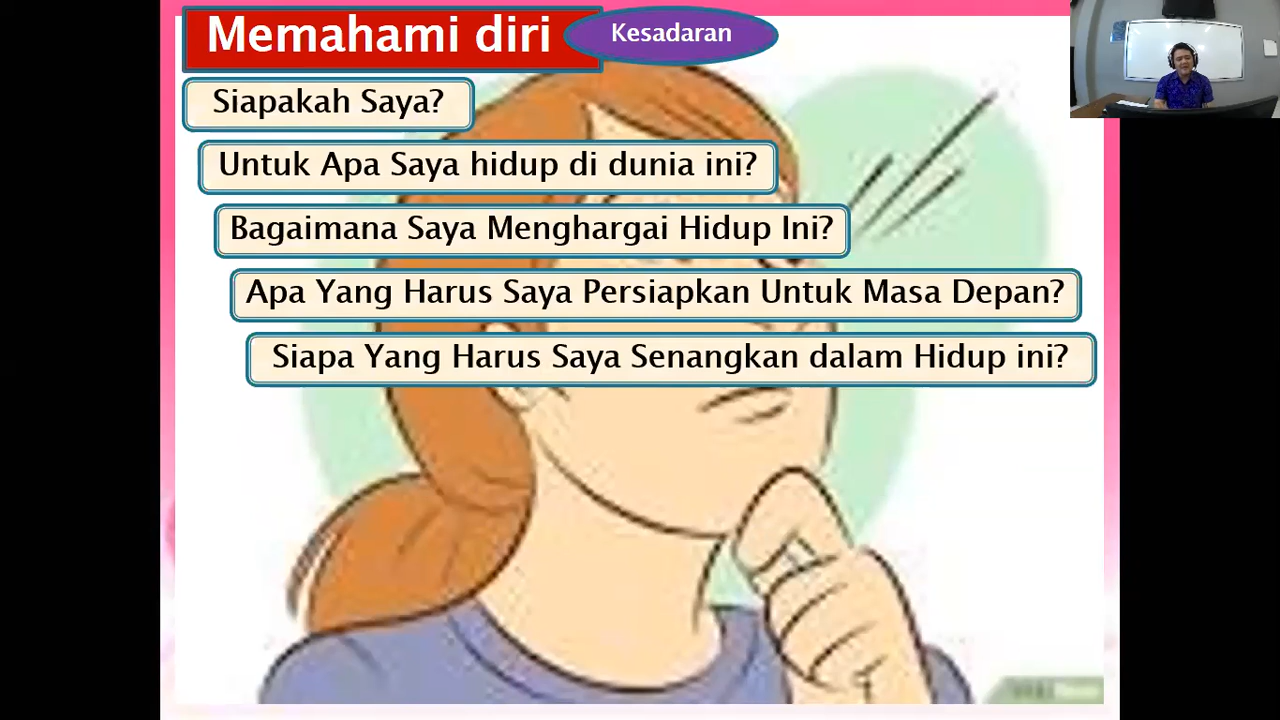 Memahami diri
Kesadaran
Siapakah Saya?
Untuk Apa Saya hidup di dunia ini?
Bagaimana Saya Menghargai Hidup Ini?
Apa Yang Harus Saya Persiapkan Untuk Masa Depan?
Siapa Yang Harus Saya Senangkan dalam Hidup ini?